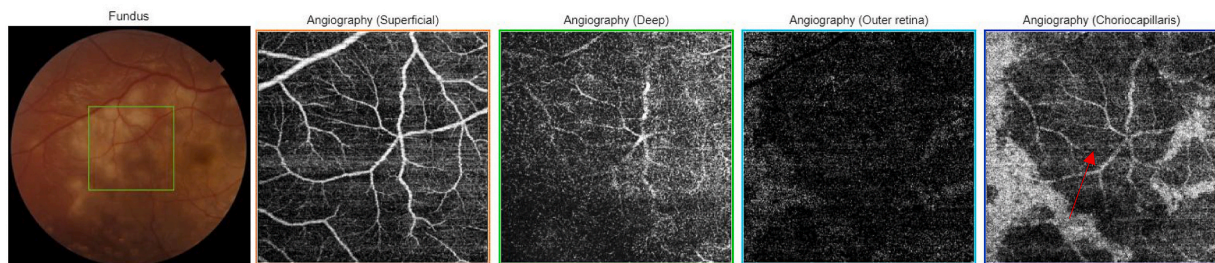 Fundus
Angiography (Superficial)
Angiography (Deep)
Angiography (Outer retina)
Angiography (Choriocapillaris)